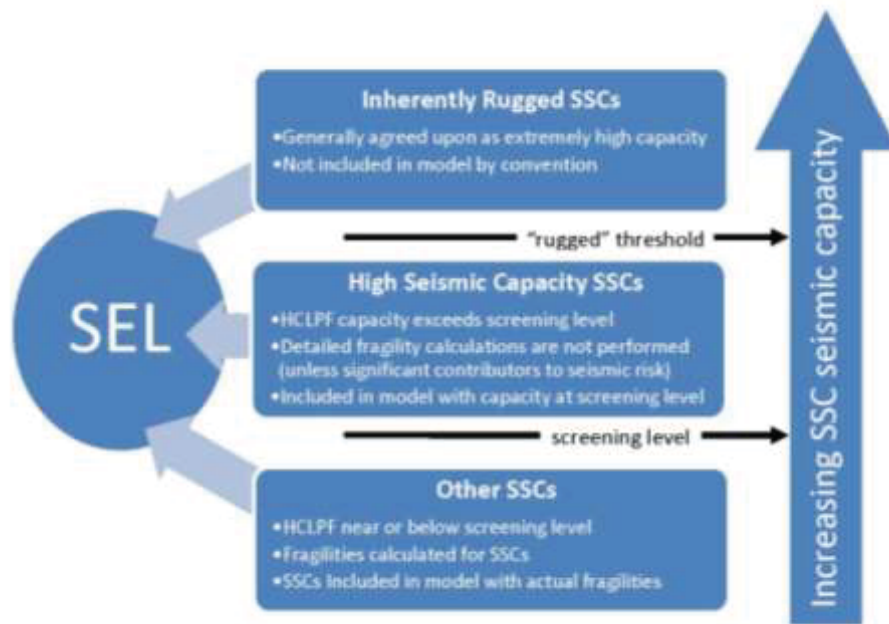 Inherently Rugged SSCs
•Generally agreed upon as extremely high capacity
•Not included in model by convention
"rugged" threshold
SEL
High Seismic Capacity SSCs
•HCLPF capacity exceeds screening level
•Detailed fragility calculations are not performed
(unless significant contributors to seismic risk)
•Included in model with capacity at screening level
screening level
Other SSCs
•HCLPF near or below screening level
•Fragilities calculated for SSCs
•SSCs Included in model with actual fragilities
Increasing SSC seismic capacity